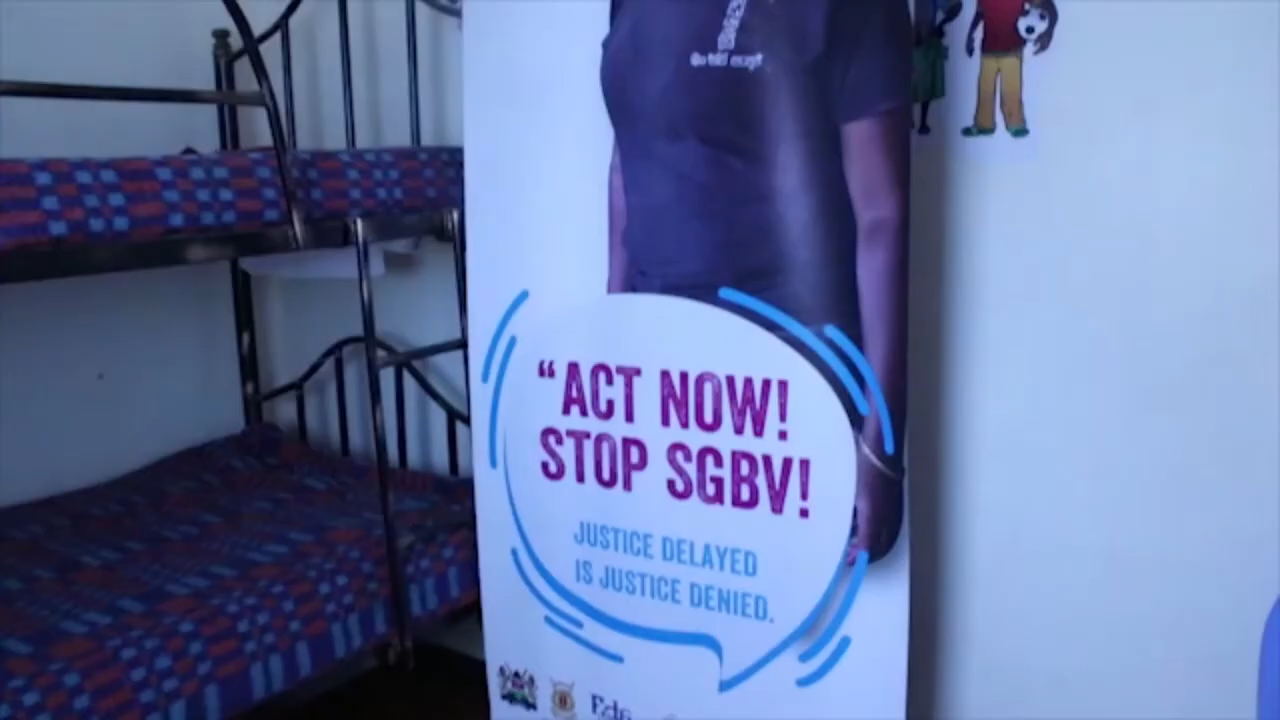 “ACT NOW!
STOP SGBV!
JUSTICE DELAYED
IS JUSTICE DENIED.